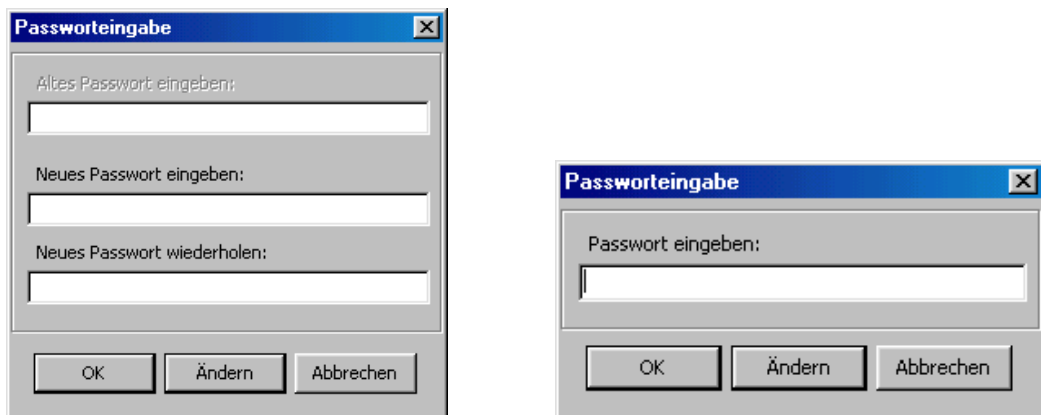 Passworteingabe
Altes Passwort eingeben:
Neues Passwort eingeben:
Neues Passwort wiederholen:
OK
Ändern
Abbrechen
Passworteingabe
Passwort eingeben:
OK
Ändern
Abbrechen